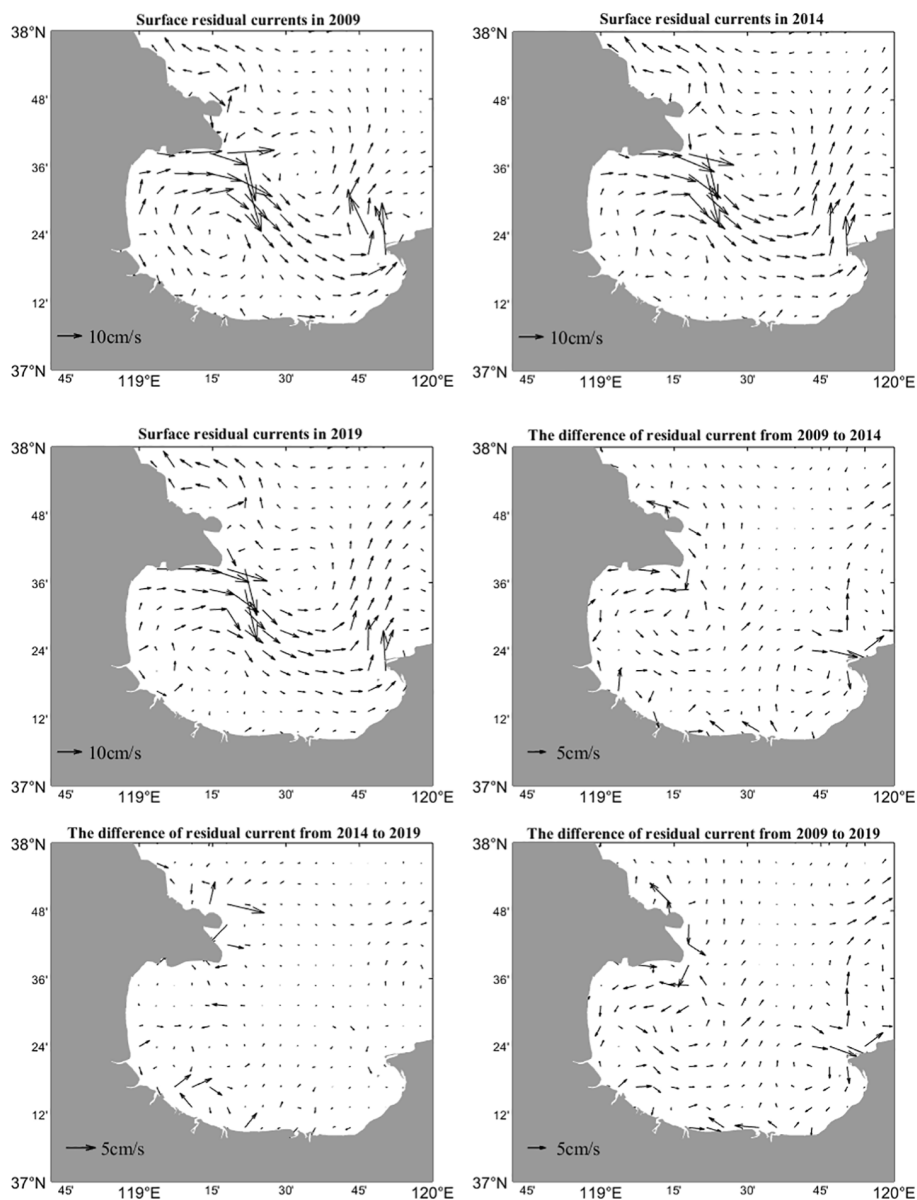 Surface residual currents in 2009
38°N
48'
36'
24'
12'
37°N
10cm/s
45'
119°E
15'
30'
45'
120°E
Surface residual currents in 2014
38°N
48'
36'
24'
12'
37°N
10cm/s
45'
119°E
15'
30'
45'
120°E
Surface residual currents in 2019
38°N
48'
36'
24'
12'
37°N
10cm/s
45'
119°E
15'
30'
45'
120°E
The difference of residual current from 2009 to 2014
38°N
48'
36'
24'
12'
37°N
5cm/s
45'
119°E
15'
30'
45'
120°E
The difference of residual current from 2014 to 2019
38°N
48'
36'
24'
12'
37°N
5cm/s
45'
119°E
15'
30'
45'
120°E
The difference of residual current from 2009 to 2019
38°N
48'
36'
24'
12'
37°N
5cm/s
45'
119°E
15'
30'
45'
120°E